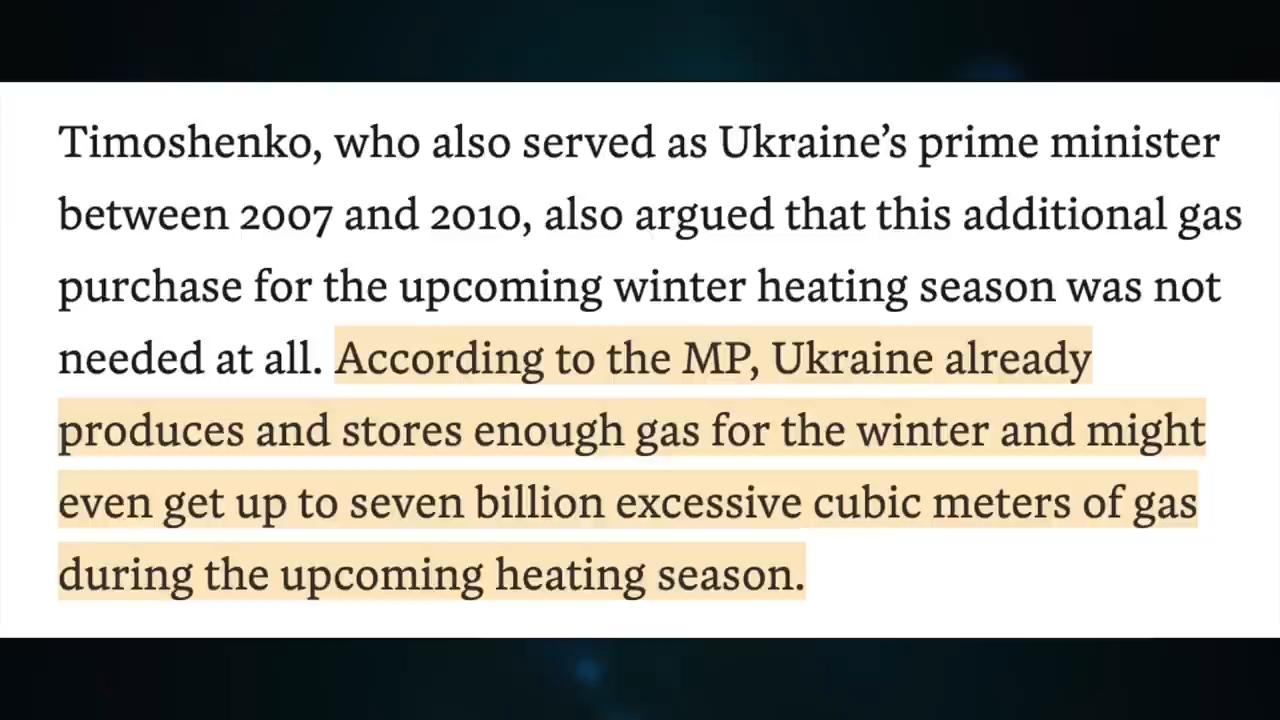 Timoshenko, who also served as Ukraine’s prime minister
between 2007 and 2010, also argued that this additional gas
purchase for the upcoming winter heating season was not
needed at all. According to the MP, Ukraine already
produces and stores enough gas for the winter and might
even get up to seven billion excessive cubic meters of gas
during the upcoming heating season.